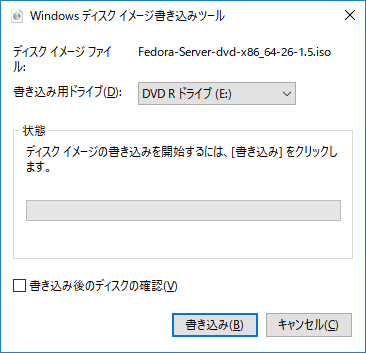 Windows ディスク イメージ書き込みツール
ディスク イメージ ファイ
ル:
Fedora-Server-dvd-x86_64-26-1.5.iso
書き込み用ドライブ(D):
DVD R ドライブ (E:)
状態
ディスク イメージの書き込みを開始するには、[書き込み] をクリックし
ます。
書き込み後のディスクの確認(V)
書き込み(B)
キャンセル(C)